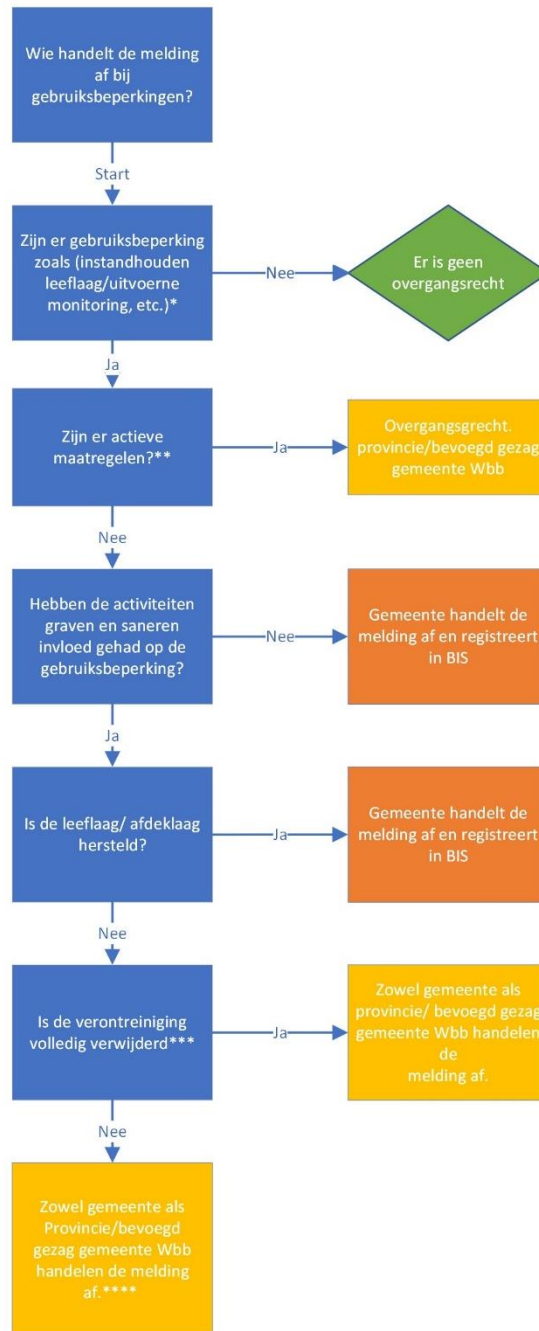 Wie handelt de melding
af bij
gebruiksbeperkingen?
Start
Zijn er gebruiksbeperking
zoals (instandhouden
leeflaag/uitvoerne
monitoring, etc.)*
Nee
Er is geen
overgangsrecht
Ja
Zijn er actieve
maatregelen?**
Ja
Overgangsgrecht.
provincie/bevoegd gezag
gemeente Wbb
Nee
Hebben de activiteiten
graven en saneren
invloed gehad op de
gebruiksbeperking?
Nee
Gemeente handelt de
melding af en registreert
in BIS
Ja
Is de leeflaag/ afdeklaag
hersteld?
Ja
Gemeente handelt de
melding af en registreert
in BIS
Nee
Is de verontreiniging
volledig verwijderd***
Ja
Zowel gemeente als
provincie/ bevoegd gezag
gemeente Wbb handelen
de
melding af.
Nee
Zowel gemeente als
Provincie/bevoegd
gezag gemeente Wbb
handelen de melding
af.****